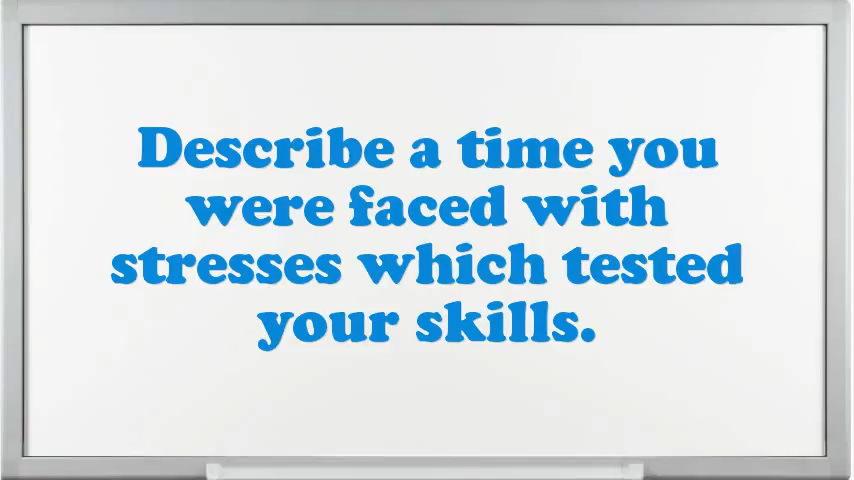 Describe a time you
were faced with
stresses which tested
your skills.